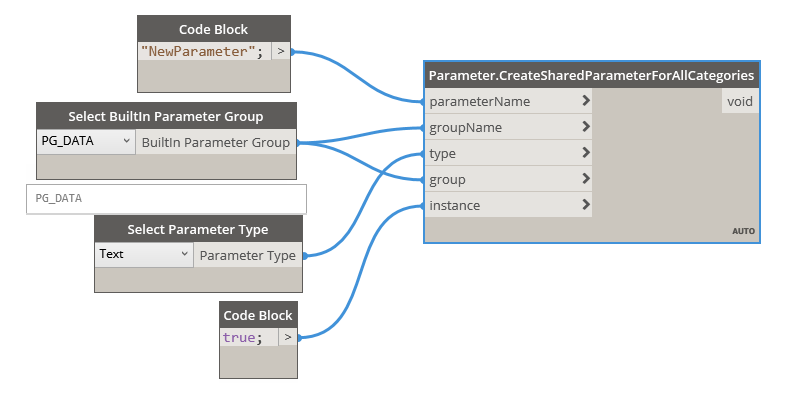 Code Block
"NewParameter"; >
Select BuiltIn Parameter Group
PG_DATA BuiltIn Parameter Group
PG_DATA
Select Parameter Type
Text Parameter Type
Code Block
true; >
Parameter.CreateSharedParameterForAllCategories
parameterName > void
groupName >
type >
group >
instance >
AUTO